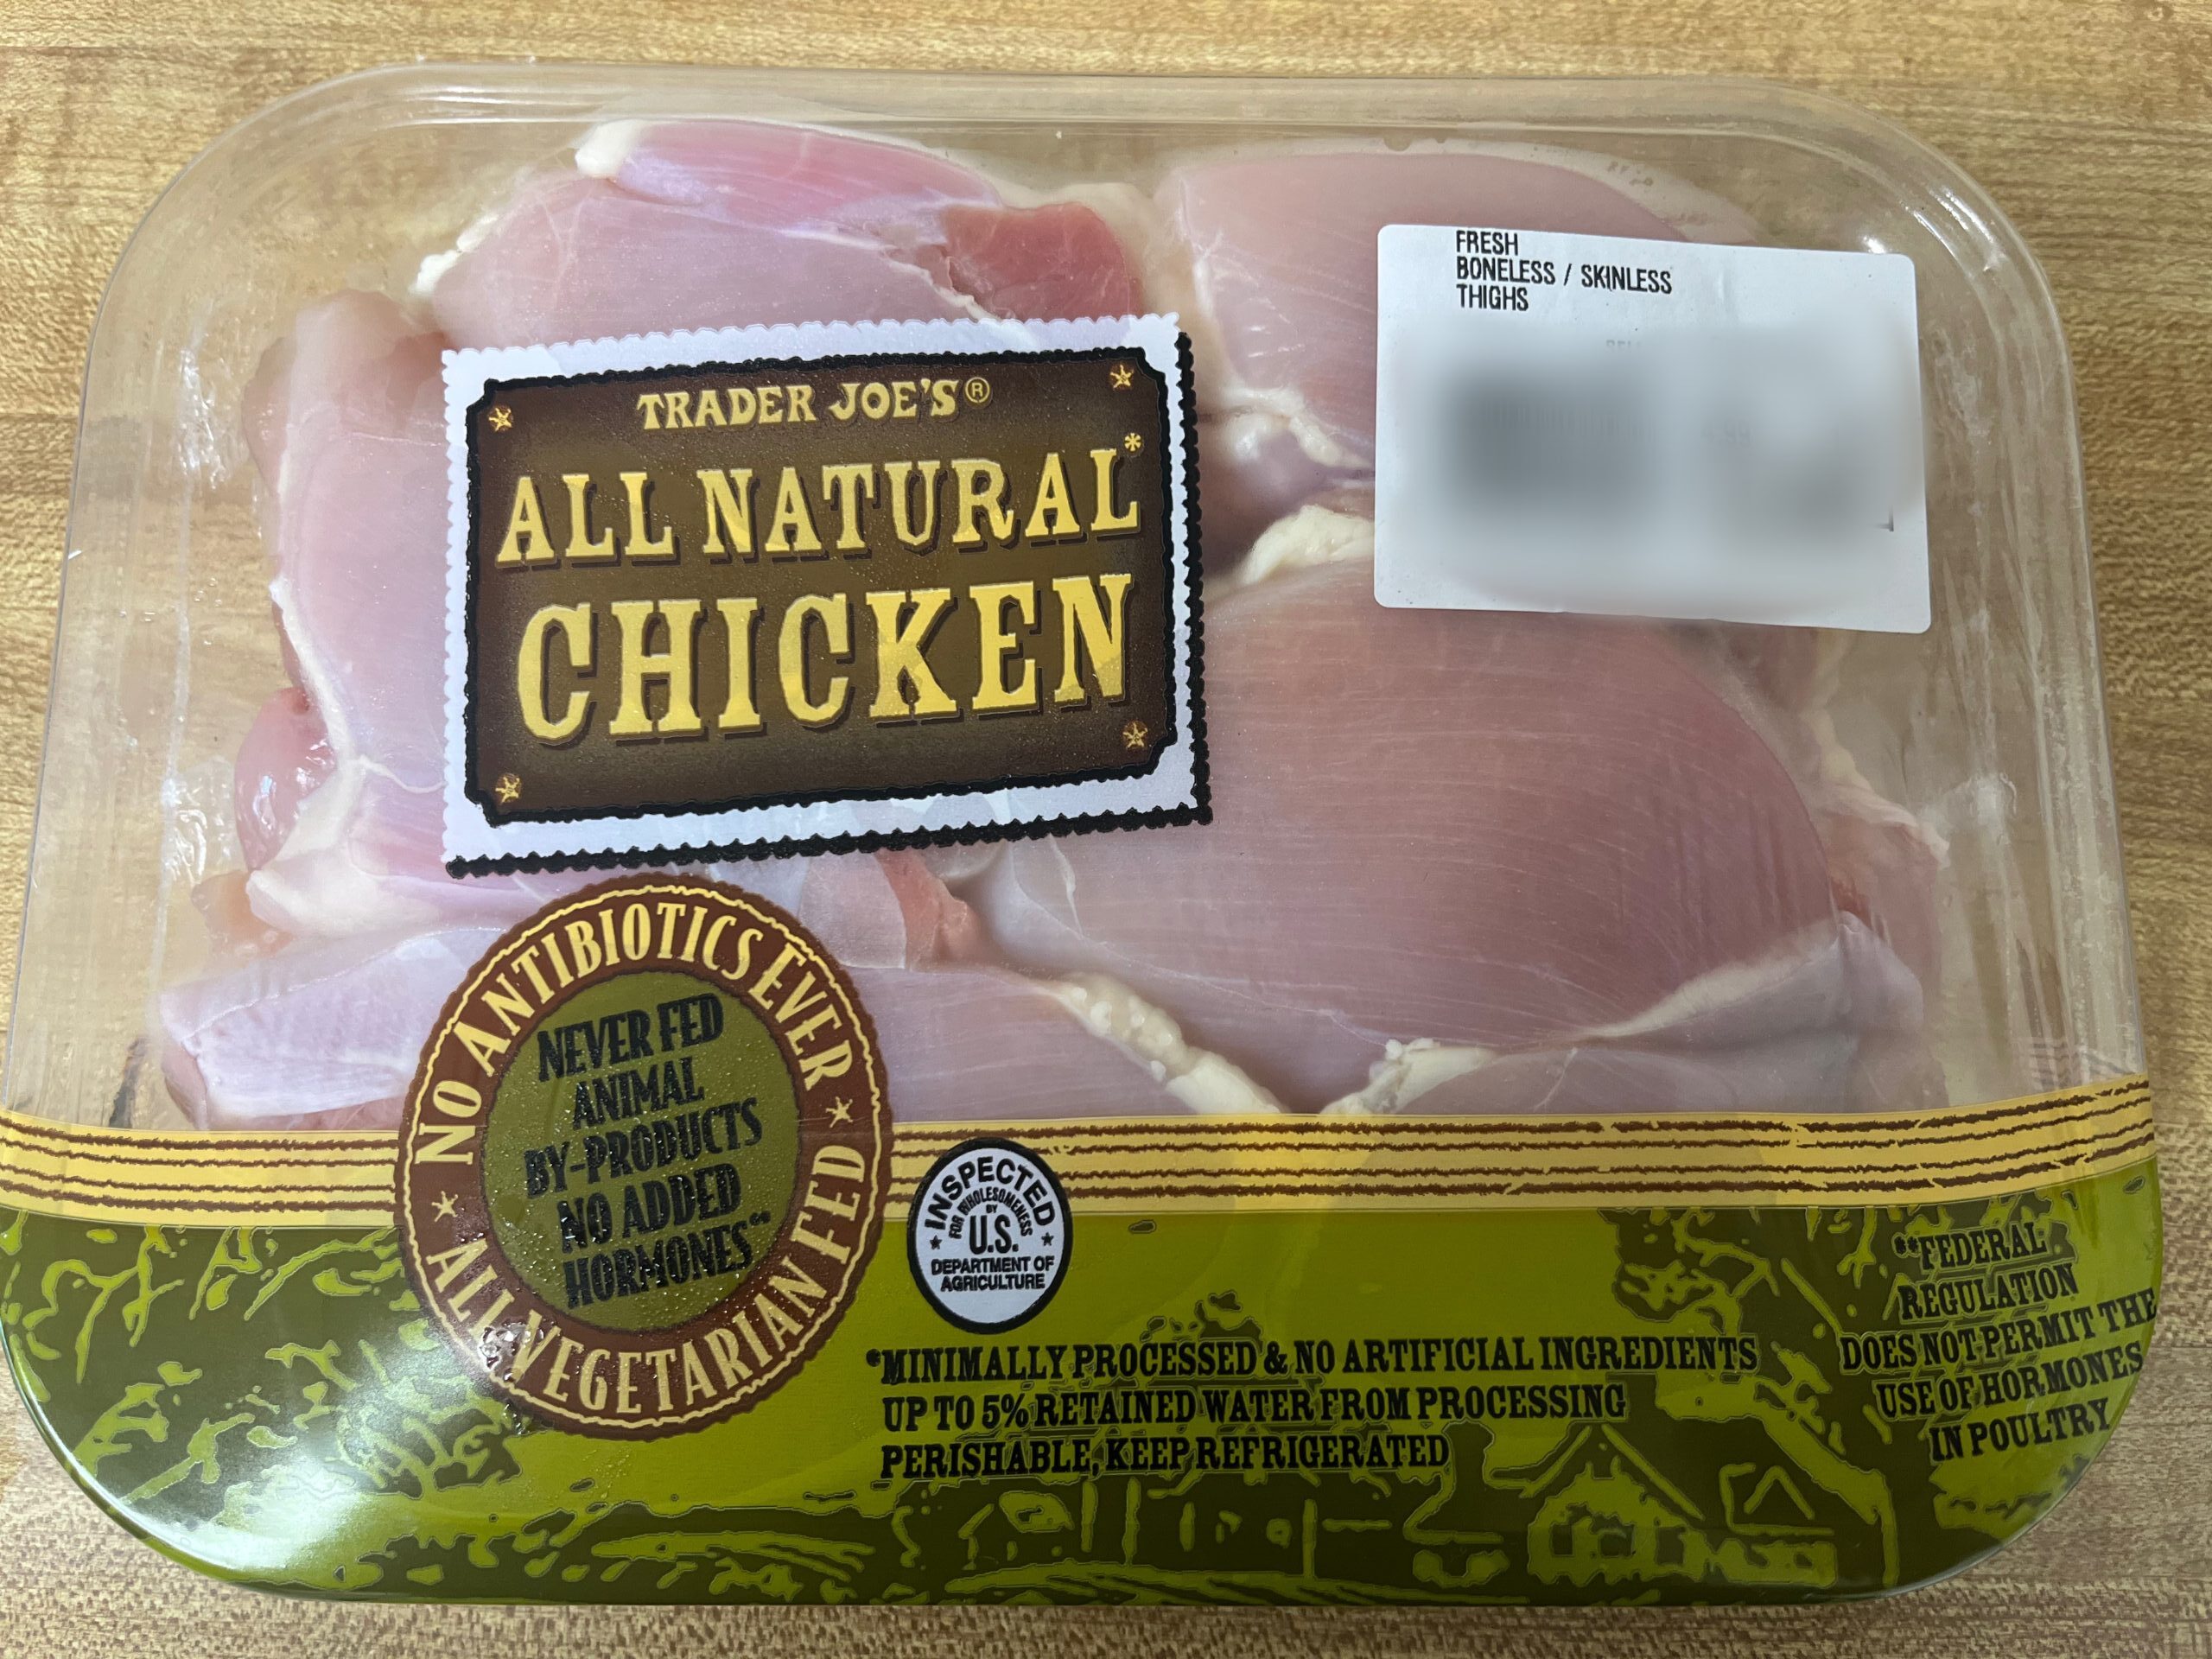 FRESH
BONELESS / SKINLESS
THIGHS
TRADER JOE'S®
ALL NATURAL*
CHICKEN
NO ANTIBIOTICS EVER
NEVER FED
ANIMAL
BY-PRODUCTS
NO ADDED
HORMONES**
ALL VEGETARIAN FED
INSPECTED
FOR WHOLESOMENESS
BY
U.S.
DEPARTMENT OF
AGRICULTURE
*MINIMALLY PROCESSED & NO ARTIFICIAL INGREDIENTS
UP TO 5% RETAINED WATER FROM PROCESSING
PERISHABLE, KEEP REFRIGERATED
**FEDERAL
REGULATION
DOES NOT PERMIT THE
USE OF HORMONES
IN POULTRY